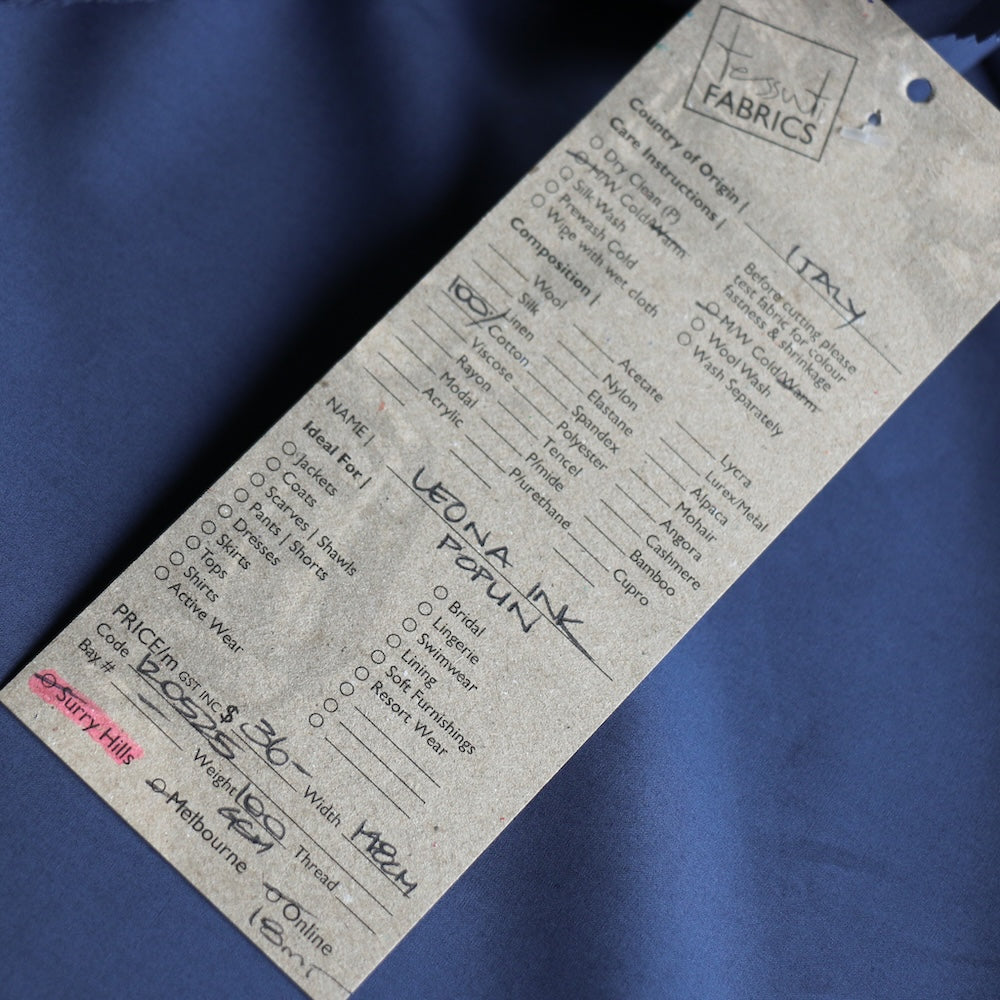 Tessuti
FABRICS
Country of Origin | ITALY
Care Instructions |
Dry Clean (P)
H/W Cold/Warm
Silk Wash
Prewash Cold
Wipe with wet cloth
Before cutting please
test fabric for colour
fastness & shrinkage
M/W Cold/Warm
Wool Wash
Wash Separately
Composition |
Wool
Silk
Linen
100% Cotton
Viscose
Rayon
Modal
Acrylic
Acetate
Nylon
Elastane
Spandex
Polyester
Tencel
P/mide
P/urethane
Lycra
Lurex/Metal
Alpaca
Mohair
Angora
Cashmere
Bamboo
Cupro
NAME | LEONA INK
POPLIN
Ideal For |
Jackets
Coats
Scarves | Shawls
Pants | Shorts
Dresses
Skirts
Tops
Shirts
Active Wear
Bridal
Lingerie
Swimwear
Lining
Soft Furnishings
Resort Wear
PRICE/m GST INC. $ 36-
Code 120525 Width 148CM
Bay # Weight 100 GSM Thread
Surry Hills Melbourne Online
18mT